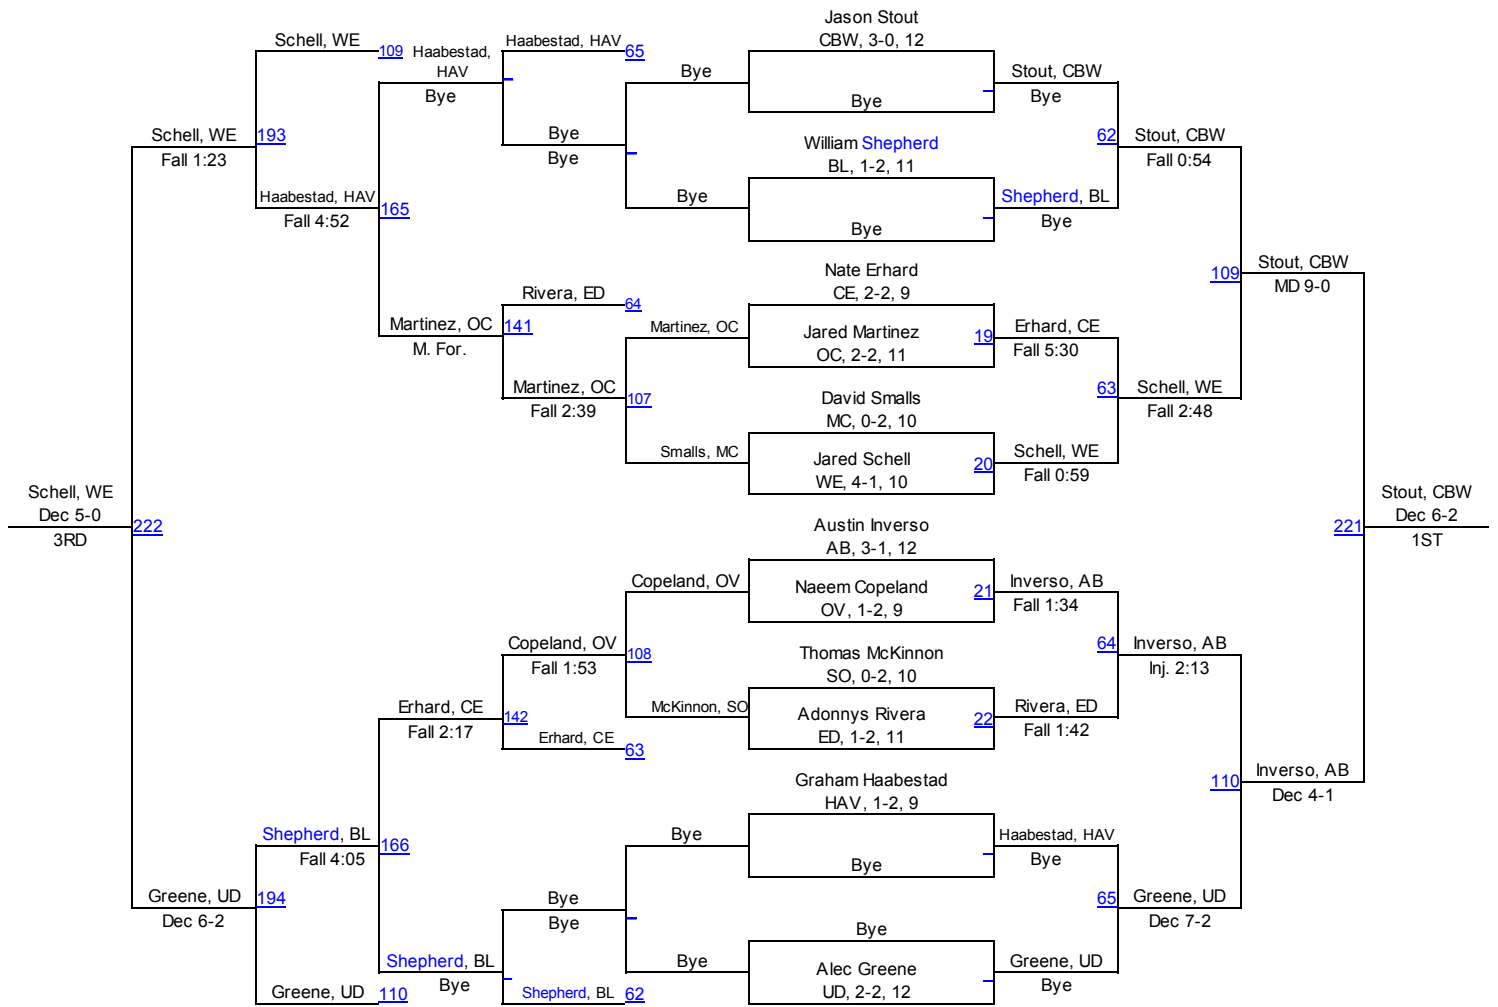 Jason Stout
CBW, 3-0, 12
Bye
William Shepherd
BL, 1-2, 11
Bye
Nate Erhard
CE, 2-2, 9
Jared Martinez
OC, 2-2, 11
19
David Smalls
MC, 0-2, 10
Jared Schell
WE, 4-1, 10
20
Austin Inverso
AB, 3-1, 12
Naeem Copeland
OV, 1-2, 9
21
Thomas McKinnon
SO, 0-2, 10
Adonnys Rivera
ED, 1-2, 11
22
Graham Haabestad
HAV, 1-2, 9
Bye
Bye
Alec Greene
UD, 2-2, 12
Stout, CBW
Bye
62
Shepherd, BL
Bye
Erhard, CE
Fall 5:30
63
Schell, WE
Fall 0:59
Inverso, AB
Fall 1:34
64
Rivera, ED
Fall 1:42
Haabestad, HAV
Bye
65
Greene, UD
Bye
Stout, CBW
Fall 0:54
109
Schell, WE
Fall 2:48
Inverso, AB
Inj. 2:13
110
Greene, UD
Dec 7-2
Stout, CBW
MD 9-0
221
Inverso, AB
Dec 4-1
Stout, CBW
Dec 6-2
1ST
Bye
Bye
Martinez, OC
107
Smalls, MC
Copeland, OV
108
McKinnon, SO
Bye
Bye
Haabestad, HAV
65
Bye
Bye
Rivera, ED
64
Martinez, OC
Fall 2:39
Copeland, OV
Fall 1:53
Erhard, CE
63
Bye
Bye
Shepherd, BL
62
Haabestad,
HAV
Bye
165
Martinez, OC
141
M. For.
Erhard, CE
142
Fall 2:17
166
Shepherd, BL
Bye
Schell, WE
109
193
Haabestad, HAV
Fall 4:52
Shepherd, BL
Fall 4:05
194
Greene, UD
110
Schell, WE
Fall 1:23
222
Greene, UD
Dec 6-2
Schell, WE
Dec 5-0
3RD